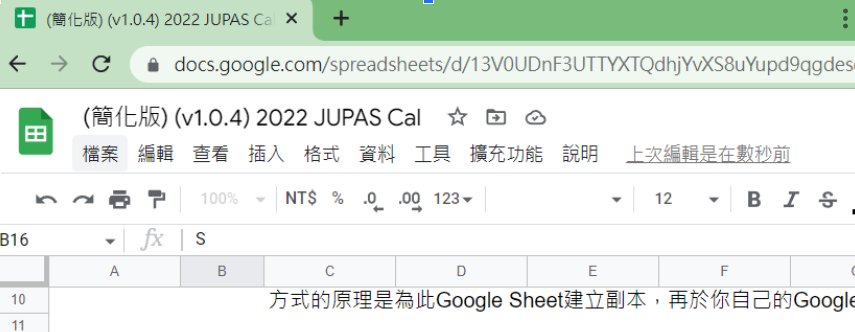 (簡化版) (v1.0.4) 2022 JUPAS Ca
docs.google.com/spreadsheets/d/13V0UDnF3UTTYXTQdhjYvXS8uYupd9qgdes
(簡化版) (v1.0.4) 2022 JUPAS Cal
檔案 編輯 查看 插入 格式 資料 工具 擴充功能 說明 上次編輯是在數秒前
100% NT$ % .0 .00 123 12 B I S
B16 fx S
A B C D E F
10 方式的原理是為此Google Sheet建立副本，再於你自己的Google
11